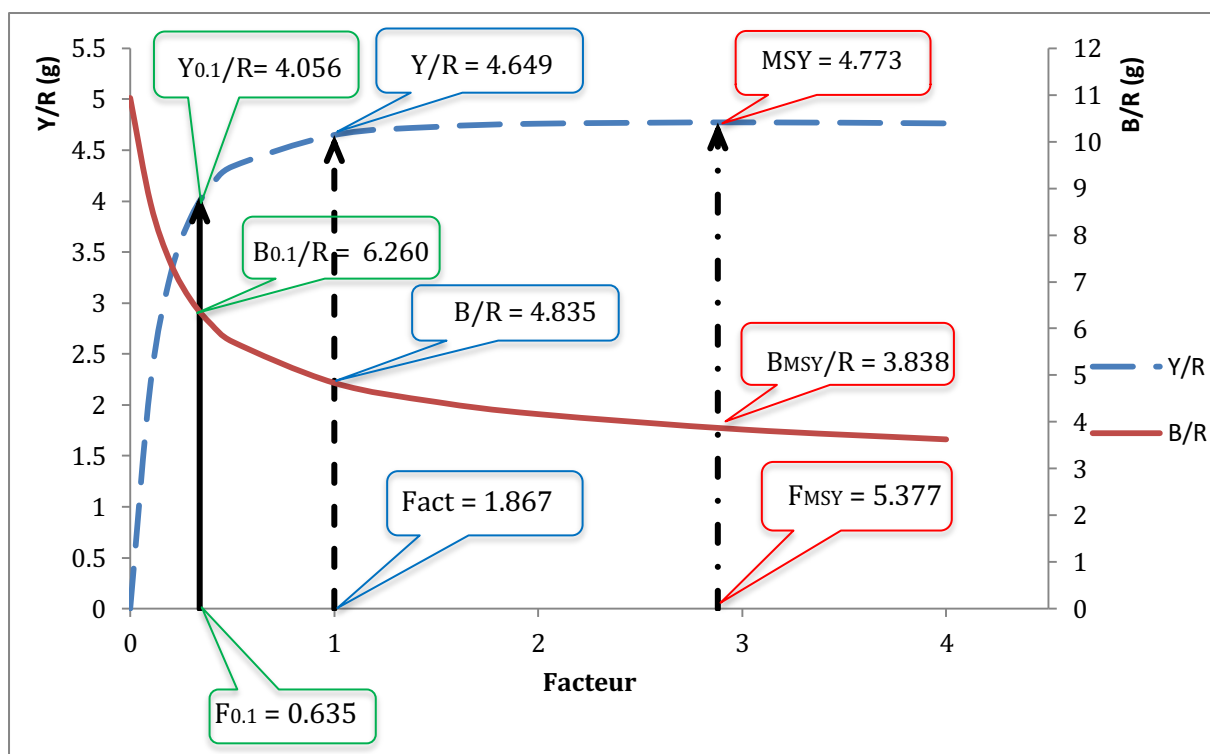 Y/R (g)
5.5
5
4.5
4
3.5
3
2.5
2
1.5
1
0.5
0
Y0.1/R= 4.056
Y/R = 4.649
MSY = 4.773
B0.1/R = 6.260
B/R = 4.835
BMSY/R = 3.838
Fact = 1.867
FMSY = 5.377
F0.1 = 0.635
0
1
2
3
4
Facteur
12
11
10
9
8
7
6
5
4
3
2
1
0
B/R (g)
Y/R
B/R